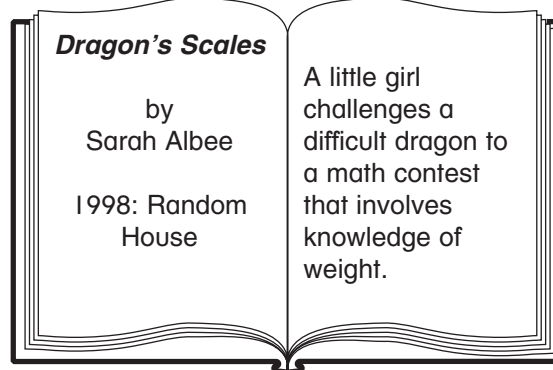 Dragon's Scales
by
Sarah Albee
1998: Random
House
A little girl
challenges a
difficult dragon to
a math contest
that involves
knowledge of
weight.